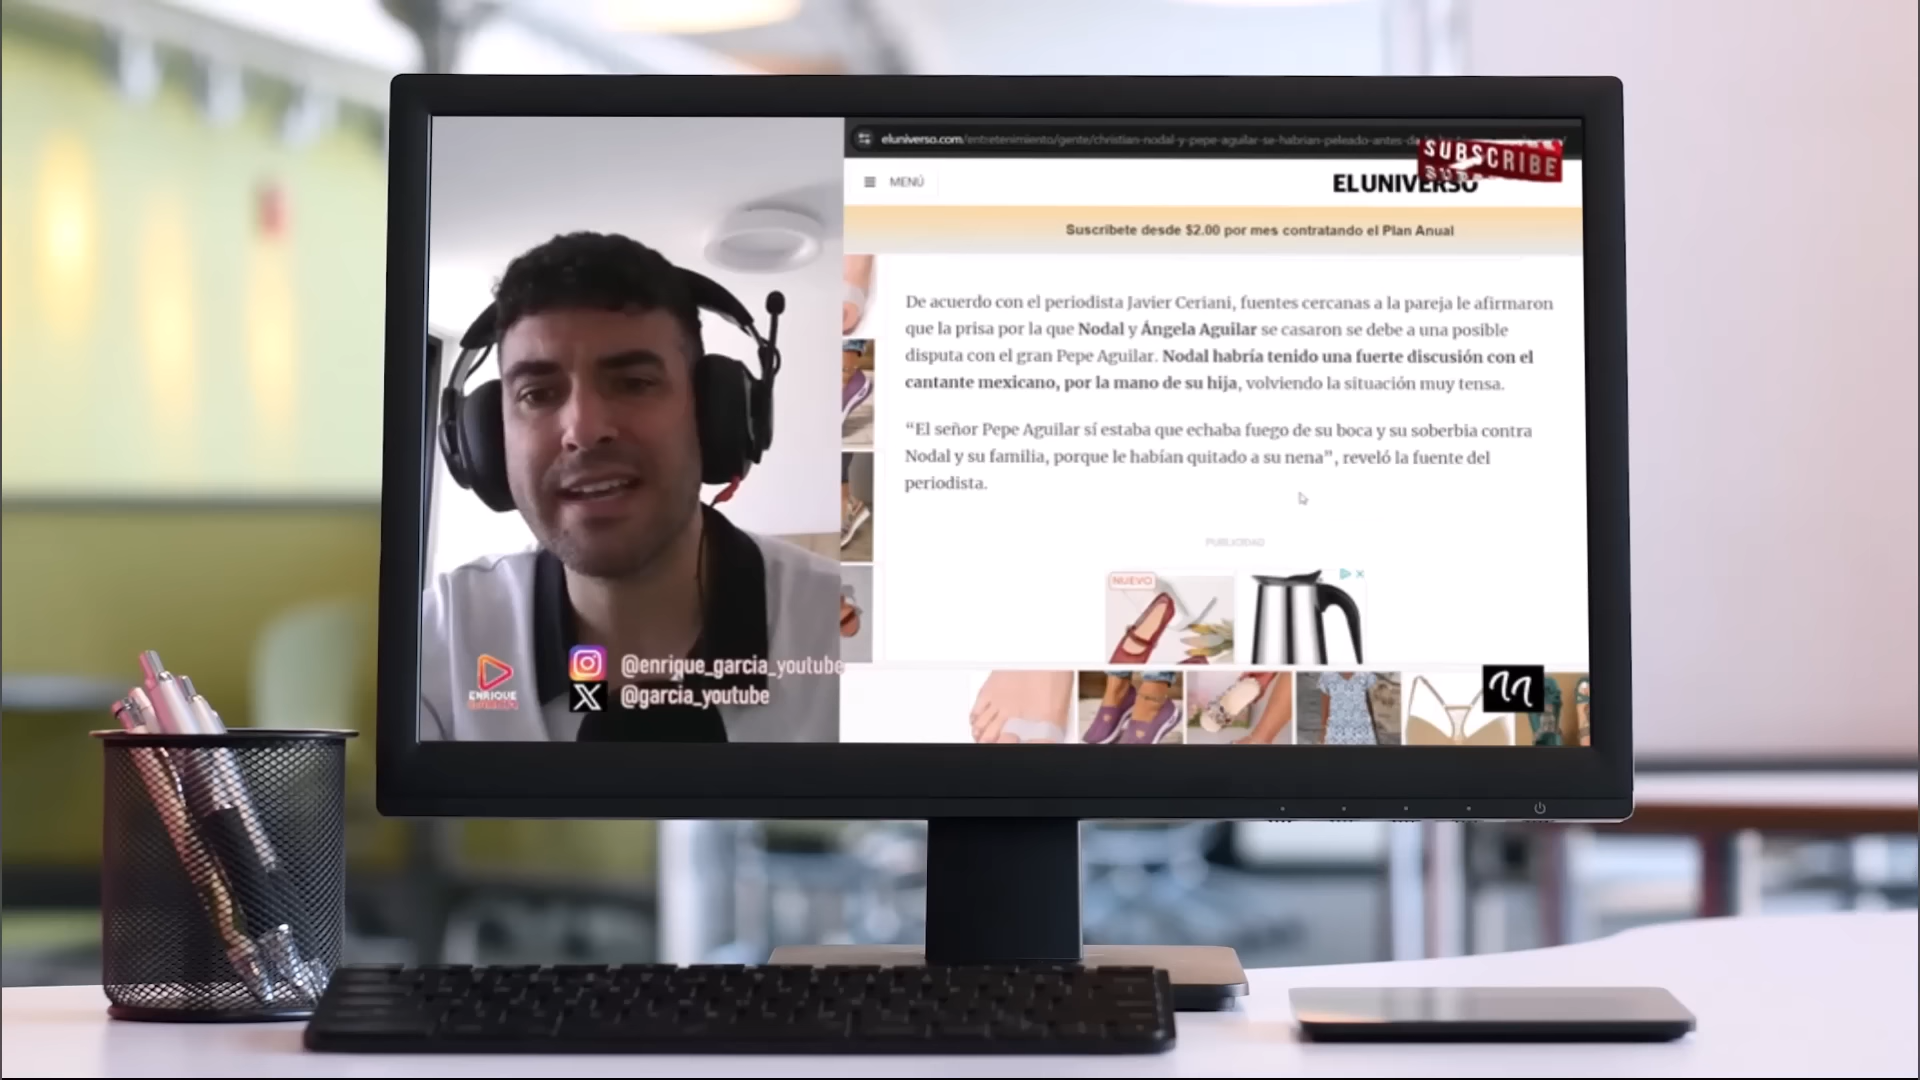 eluniverso.com/entretenimiento/gente/christian-nodal-y-pepe-aguilar-se-habrian-peleado-antes-de
SUBSCRIBE
MENÚ
EL UNIVERSO
Suscríbete desde $2.00 por mes contratando el Plan Anual
De acuerdo con el periodista Javier Ceriani, fuentes cercanas a la pareja le afirmaron
que la prisa por la que Nodal y Ángela Aguilar se casaron se debe a una posible
disputa con el gran Pepe Aguilar. Nodal habría tenido una fuerte discusión con el
cantante mexicano, por la mano de su hija, volviendo la situación muy tensa.
“El señor Pepe Aguilar sí estaba que echaba fuego de su boca y su soberbia contra
Nodal y su familia, porque le habían quitado a su nena”, reveló la fuente del
periodista.
PUBLICIDAD
NUEVO
ENRIQUE
@enrique_garcia_youtube
@garcia_youtube